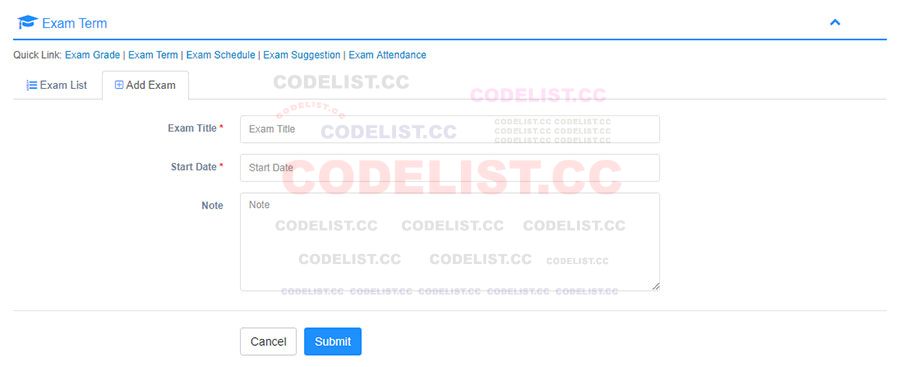 Exam Term
Quick Link: Exam Grade | Exam Term | Exam Schedule | Exam Suggestion | Exam Attendance
Exam List
Add Exam
CODELIST.CC
CODELIST.CC
CODELIST.CC
Exam Title *
Exam Title
CODELIST.CC
CODELIST.CC CODELIST.CC
CODELIST.CC CODELIST.CC
CODELIST.CC CODELIST.CC
Start Date *
Start Date
CODELIST.CC
Note
Note
CODELIST.CC CODELIST.CC CODELIST.CC
CODELIST.CC CODELIST.CC CODELIST.CC
CODELIST.CC CODELIST.CC CODELIST.CC CODELIST.CC CODELIST.CC
Cancel
Submit